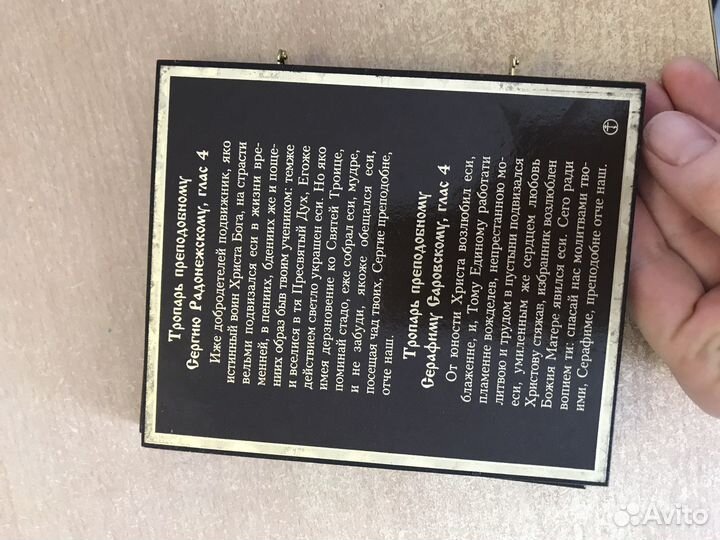 Тропарь преподобному
Сергию Радонежскому, глас 4
Иже добродетелей подвижник, яко
истинный воин Христа Бога, на страсти
вельми подвизался еси в жизни вре-
менней, в пениих, бдениих же и поще-
ниих образ быв твоим учеником: темже
и вселися в тя Пресвятый Дух, Егоже
действием светло украшен еси. Но яко
имея дерзновение ко Святей Троице,
поминай стадо, еже собрал еси, мудре,
и не забуди, якоже обещался еси,
посещая чад твоих, Сергие преподобне,
отче наш.
Тропарь преподобному
Серафиму Саровскому, глас 4
От юности Христа возлюбил еси,
блаженне, и, Тому Единому работати
пламенне вожделев, непрестанною мо-
литвою и трудом в пустыни подвизался
еси, умиленным же сердцем любовь
Христову стяжав, избранник возлюблен
Божия Матере явился еси. Сего ради
вопием ти: спасай нас молитвами тво-
ими, Серафиме, преподобне отче наш.
Avito